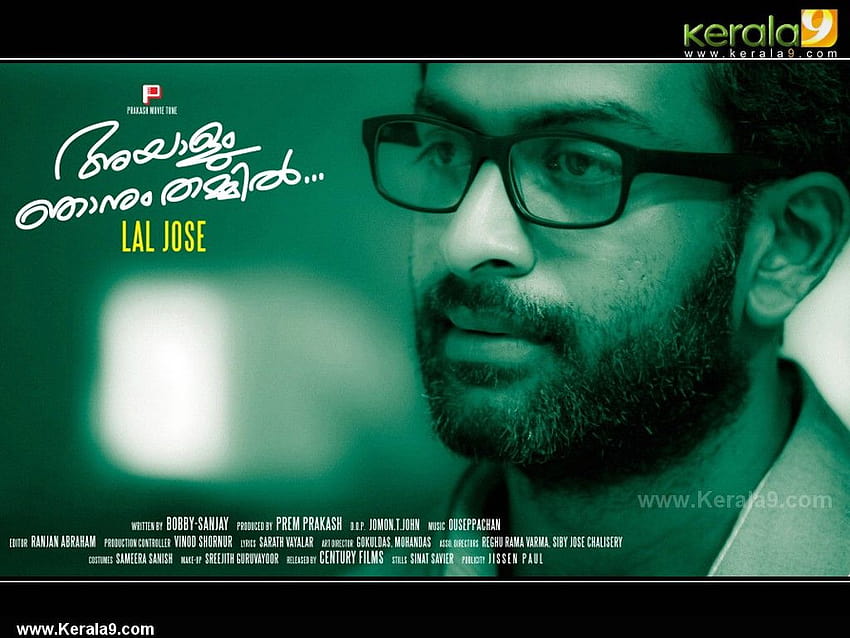 kerala9
www.kerala9.com
P
PRAKASH MOVIE TONE
അയാളും
ഞാനും തമ്മിൽ...
LAL JOSE
www.Kerala9.com
WRITTEN BY BOBBY-SANJAY PRODUCED BY PREM PRAKASH D.O.P. JOMON.T.JOHN MUSIC OUSEPPACHAN
EDITOR RANJAN ABRAHAM PRODUCTION CONTROLLER VINOD SHORNUR LYRICS SARATH VAYALAR ART DIRECTOR GOKULDAS, MOHANDAS ASSO. DIRECTORS REGHU RAMA VARMA, SIBY JOSE CHALISERY
COSTUMES SAMEERA SANISH MAKE-UP SREEJITH GURUVAYOOR RELEASED BY CENTURY FILMS STILLS SINAT SAVIER PUBLICITY JISSEN PAUL
www.Kerala9.com